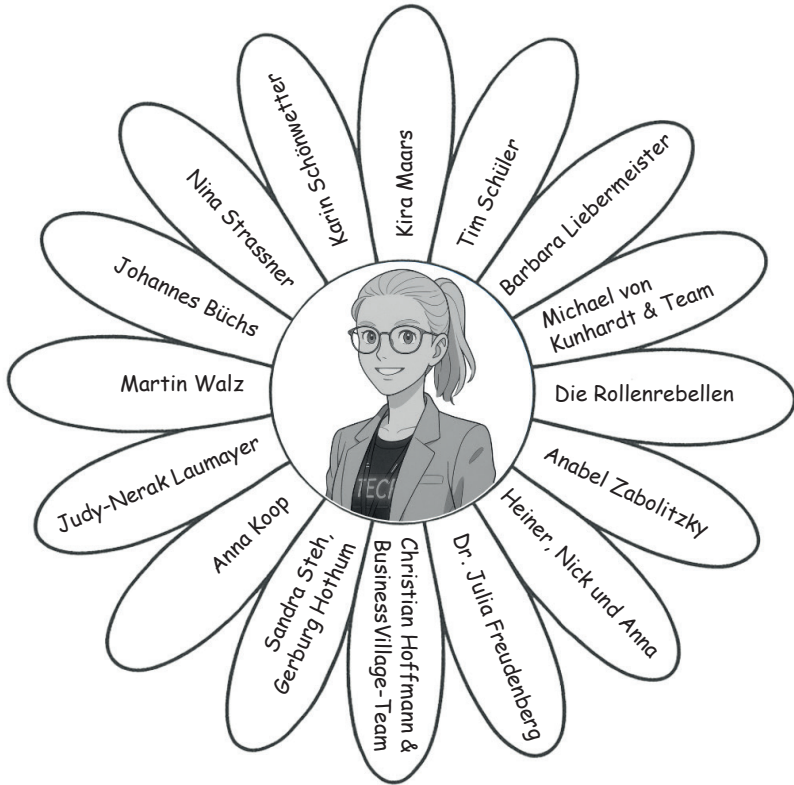 Kira Maars
Tim Schüler
Barbara Liebermeister
Michael von
Kunhardt & Team
Die Rollenrebellen
Anabel Zabolitzky
Heiner, Nick und Anna
Dr. Julia Freudenberg
Christian Hoffmann &
BusinessVillage-Team
Sandra Steh,
Gerburg Hothum
Anna Koop
Judy-Nerak Laumayer
Martin Walz
Johannes Büchs
Nina Strassner
Karin Schönwetter
TECH